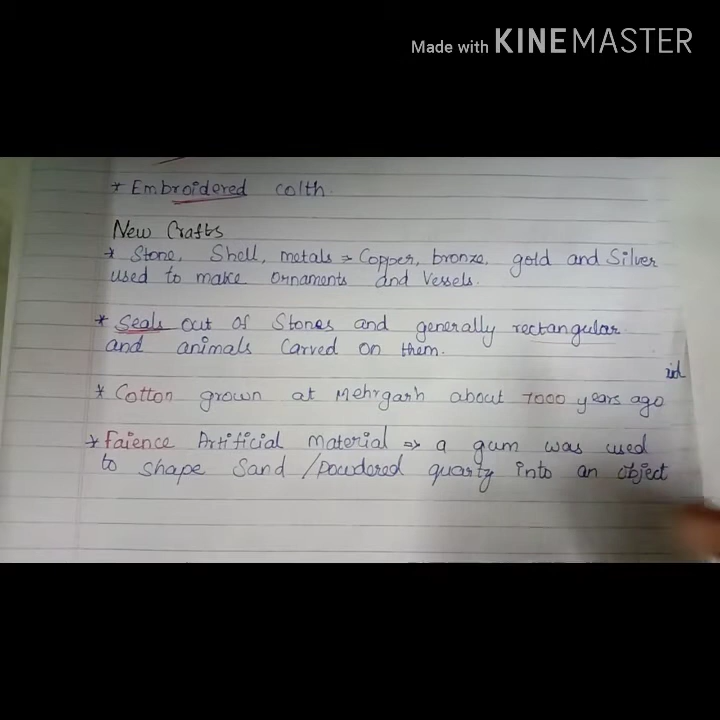 Made with KINEMASTER
* Embroidered colth.
New Crafts
→ Stone, Shell, metals → Copper, bronze, gold and Silver
used to make Ornaments and Vessels.
* Seals out of Stones and generally rectangular
and animals Carved on them.
* Cotton grown at Mehrgarh about 7000 years ago
* Faience Artificial material ⇒ a gum was used
to shape Sand /Powdered quarty into an object